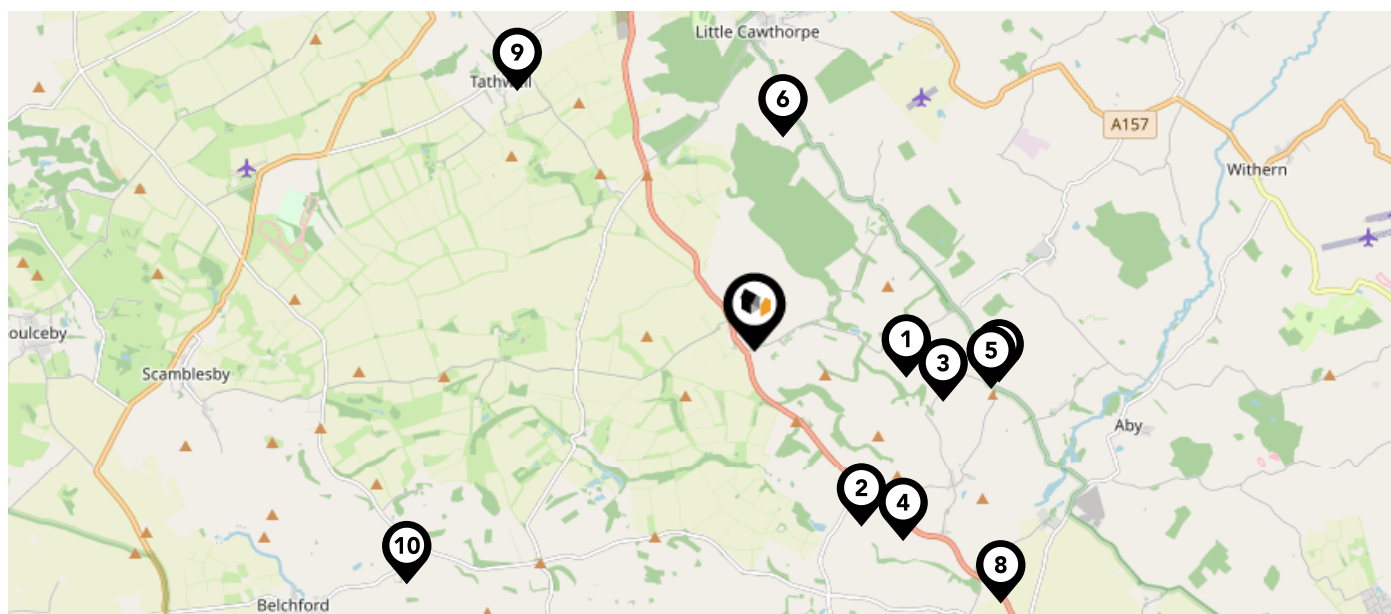 Little Cawthorpe
9
Tathwell
6
A157
Withern
oulceby
1
3
5
Scamblesby
Aby
2
4
10
8
Belchford